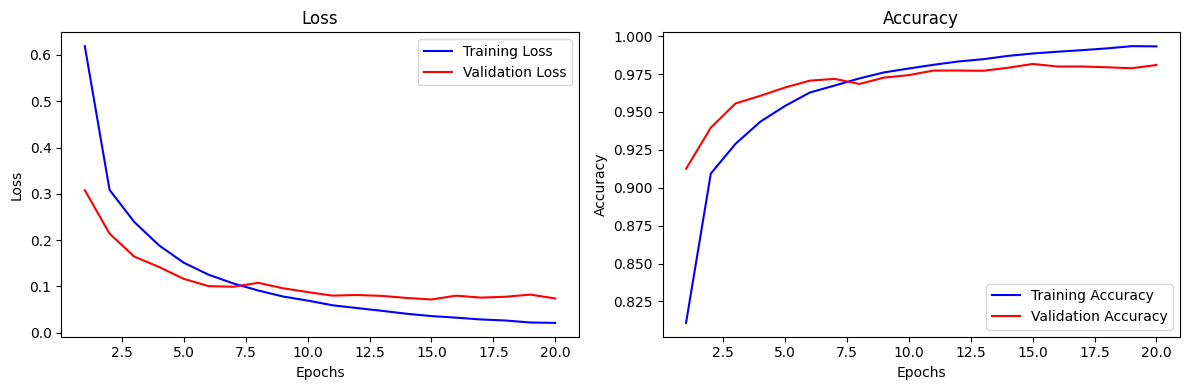 Loss
0.6
0.5
0.4
0.3
0.2
0.1
0.0
Loss
Training Loss
Validation Loss
2.5 5.0 7.5 10.0 12.5 15.0 17.5 20.0
Epochs
Accuracy
1.000
0.975
0.950
0.925
0.900
0.875
0.850
0.825
Accuracy
Training Accuracy
Validation Accuracy
2.5 5.0 7.5 10.0 12.5 15.0 17.5 20.0
Epochs